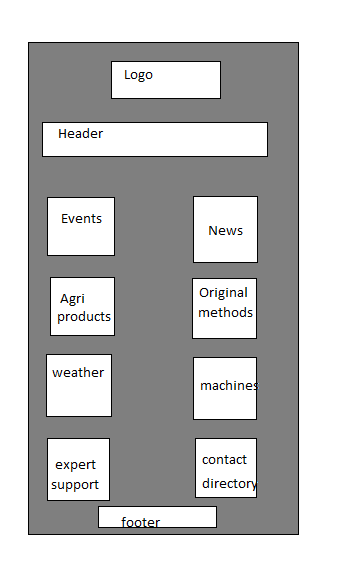 Logo
Header
Events
News
Agri
products
Original
methods
weather
machines
expert
support
contact
directory
footer